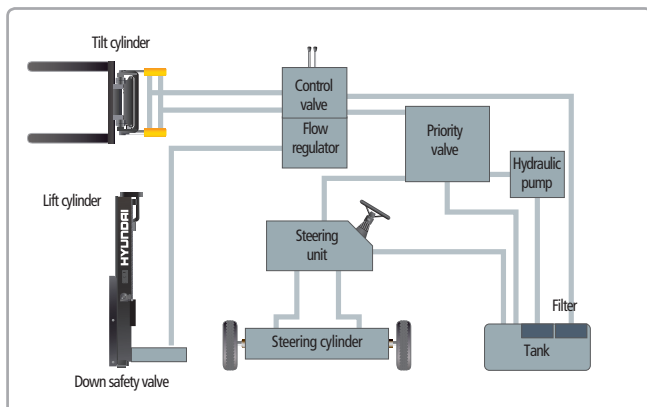 Tilt cylinder
Control
valve
Flow
regulator
Priority
valve
Hydraulic
pump
Lift cylinder
HYUNDAI
Steering
unit
Filter
Steering cylinder
Tank
Down safety valve